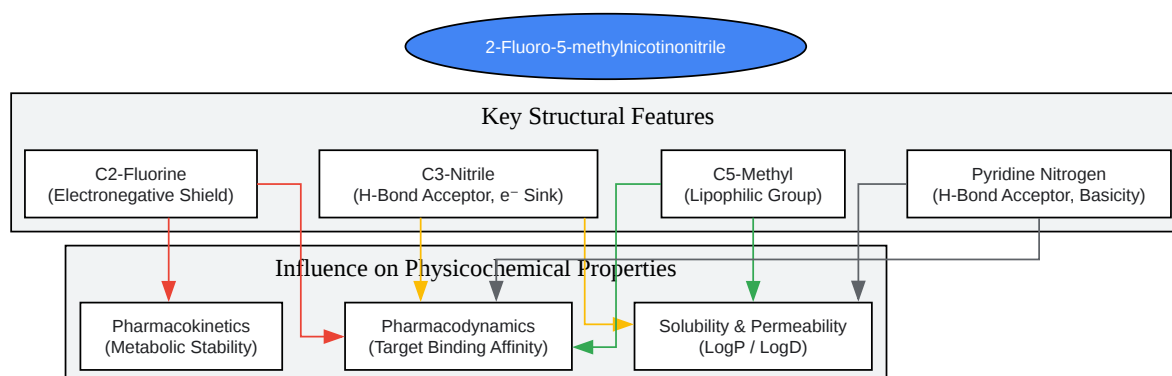 2-Fluoro-5-methylnicotinonitrile
Key Structural Features
C2-Fluorine
(Electronegative Shield)
C3-Nitrile
(H-Bond Acceptor, e⁻ Sink)
C5-Methyl
(Lipophilic Group)
Pyridine Nitrogen
(H-Bond Acceptor, Basicity)
Influence on Physicochemical Properties
Pharmacokinetics
(Metabolic Stability)
Pharmacodynamics
(Target Binding Affinity)
Solubility & Permeability
(LogP / LogD)